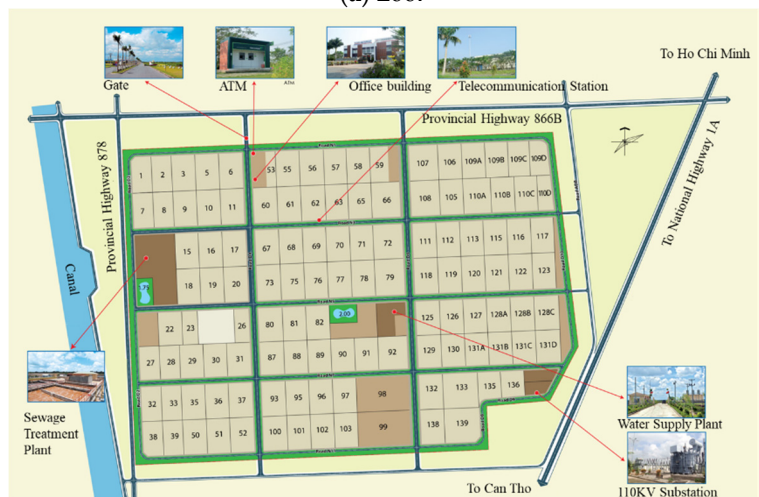 To Ho Chi Minh
Gate
ATM
Office building
Telecommunication Station
Provincial Highway 866B
Provincial Highway 878
To National Highway 1A
Canal
1 2 3 5 6
53 55 56 57 58 59
107 106 109A 109B 109C 109D
7 8 9 10 11
60 61 62 63 65 66
108 105 110A 110B 110C 110D
15 16 17
67 68 69 70 71 72
111 112 113 115 116 117
18 19 20
73 75 76 77 78 79
118 119 120 121 122 123
22 23 26
80 81 82 2.00
125 126 127 128A 128B 128C
27 28 29 30 31
87 88 89 90 91 92
129 130 131A 131B 131C 131D
32 33 35 36 37
93 95 96 97 98
132 133 135 136
38 39 50 51 52
100 101 102 103 99
138 139
Sewage
Treatment
Plant
Water Supply Plant
110KV Substation
To Can Tho